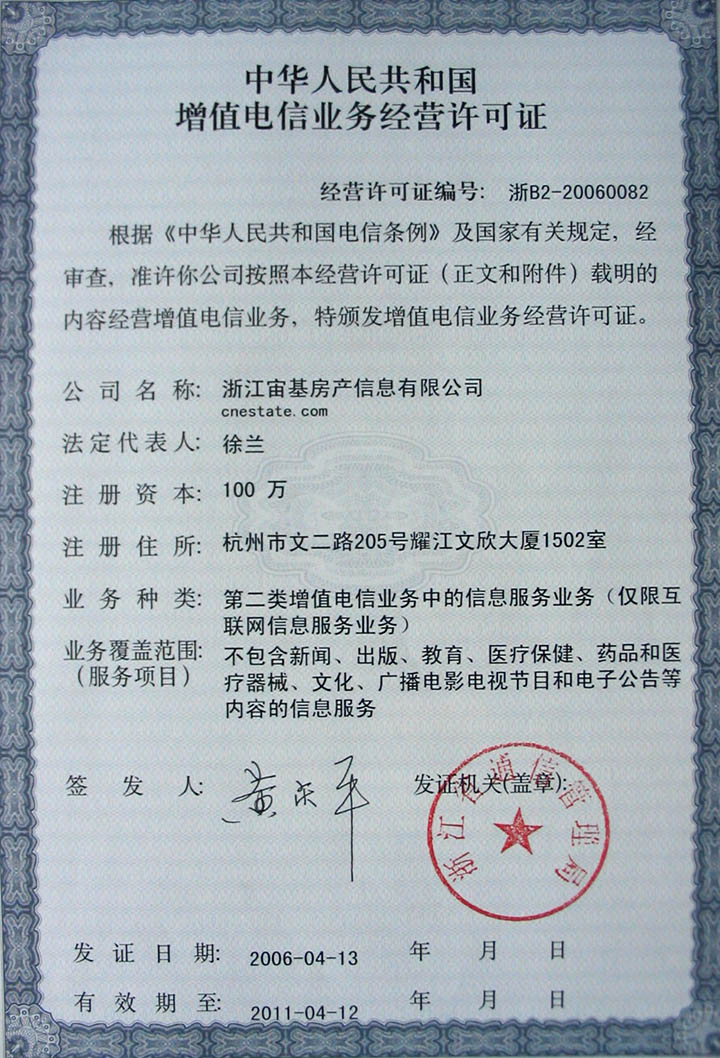 中华人民共和国
增值电信业务经营许可证
经营许可证编号: 浙B2-20060082
根据《中华人民共和国电信条例》及国家有关规定, 经
审查, 准许你公司按照本经营许可证(正文和附件)载明的
内容经营增值电信业务, 特颁发增值电信业务经营许可证。
公司名称: 浙江宙基房产信息有限公司
cnestate.com
法定代表人: 徐兰
注册资本: 100 万
注册住所: 杭州市文二路205号耀江文欣大厦1502室
业务种类: 第二类增值电信业务中的信息服务业务(仅限互
联网信息服务业务)
业务覆盖范围: 不包含新闻、出版、教育、医疗保健、药品和医
(服务项目) 疗器械、文化、广播电影电视节目和电子公告等
内容的信息服务
签发人:
发证机关(盖章):
浙江省通信管理局
发证日期: 2006-04-13 年 月 日
有效期至: 2011-04-12 年 月 日